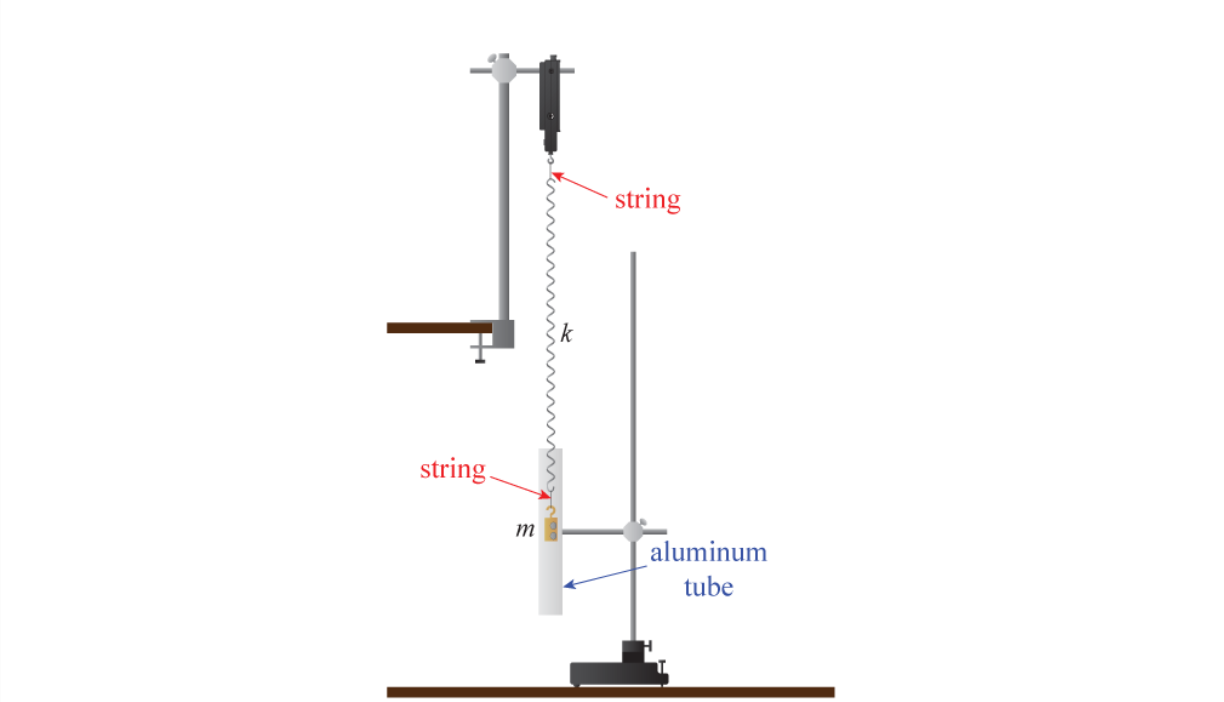 string
k
string
m
aluminum
tube